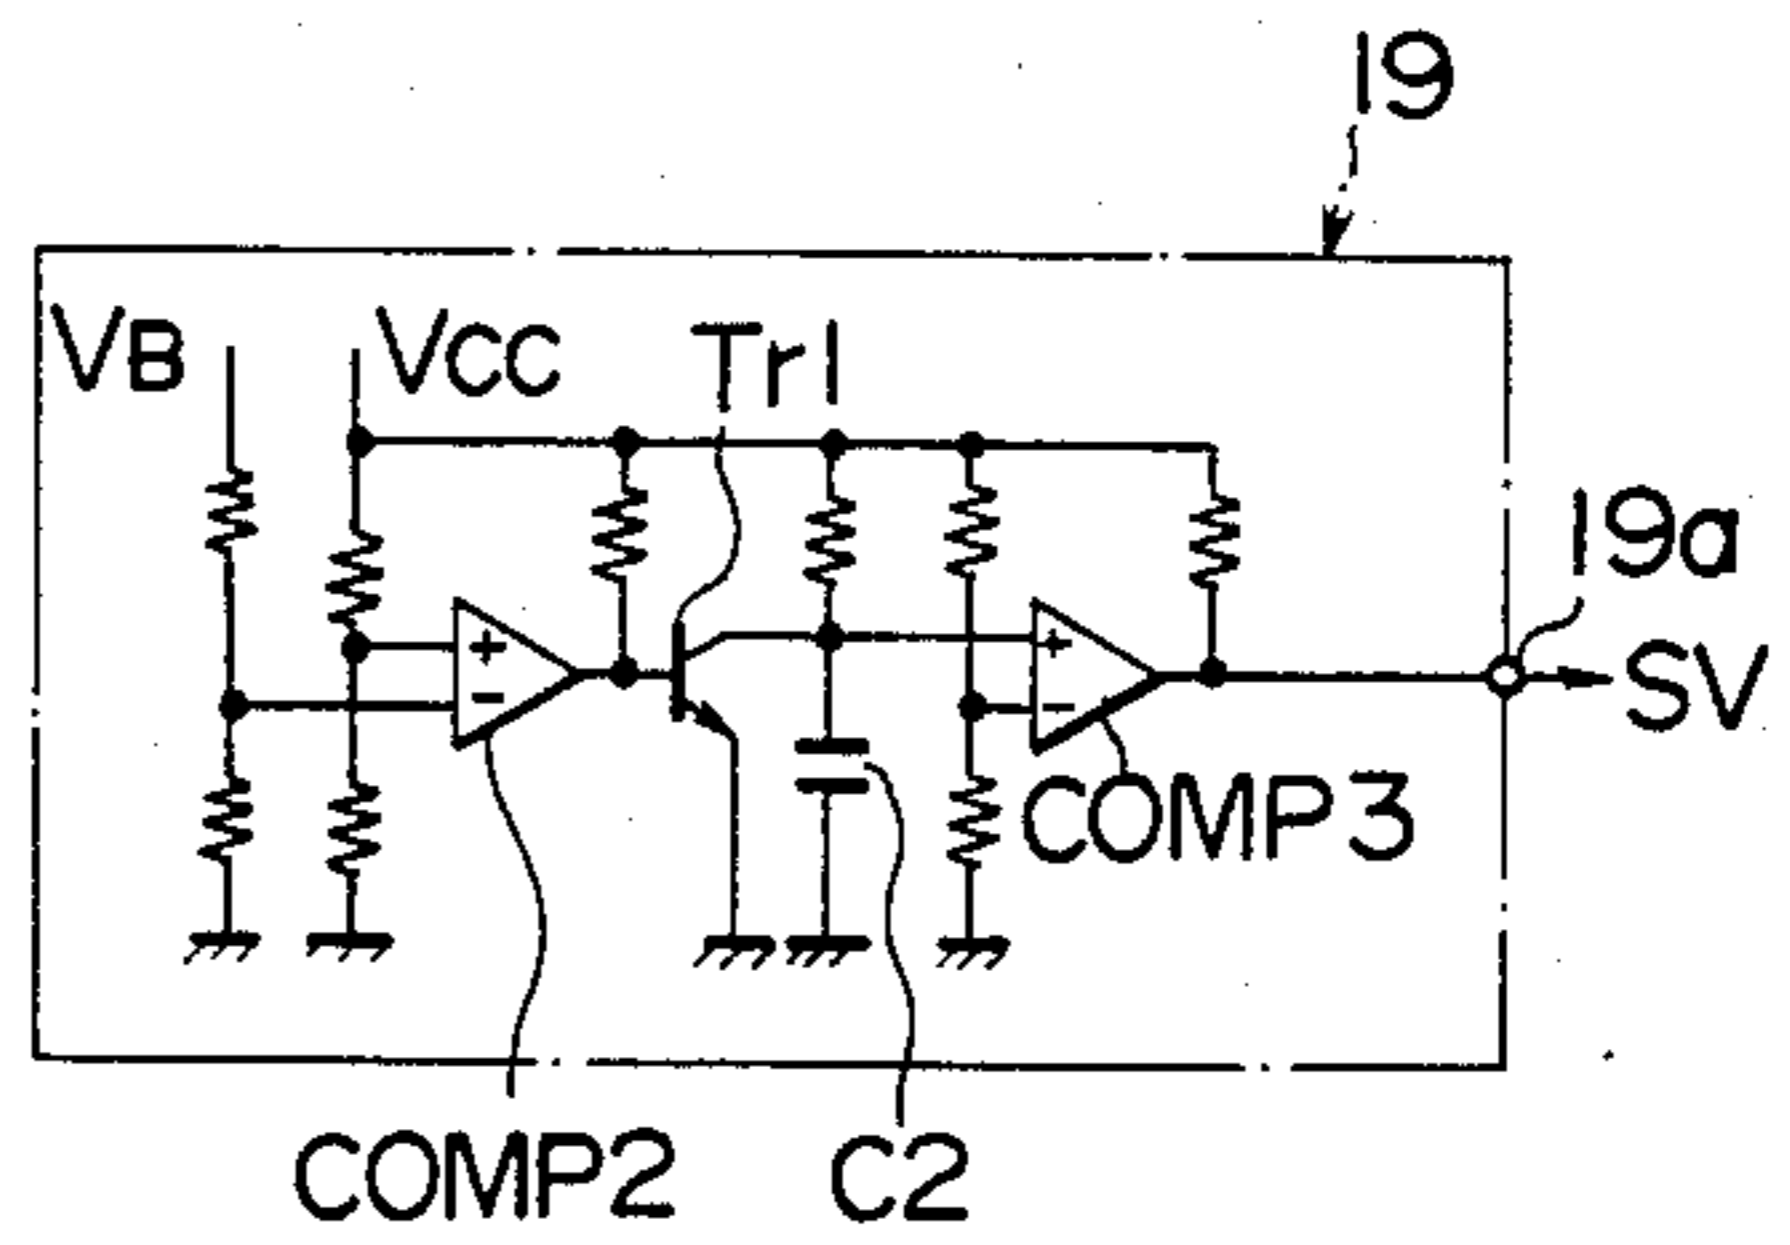 19
VB
VCC
Tr1
19a
+
-
+
-
SV
COMP3
COMP2
C2